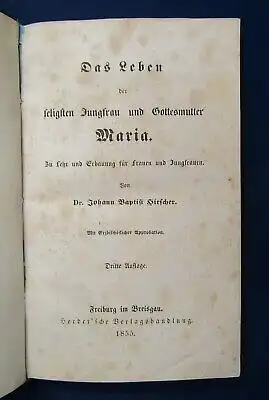 Das Leben
der
seligsten Jungfrau und Gottesmutter
Maria.
Zu Lehr und Erbauung für Frauen und Jungfrauen.
Von
Dr. Johann Baptist Hirscher.
Mit Erzbischöflicher Approbation.
Dritte Auflage.
Freiburg im Breisgau.
Herder'sche Verlagshandlung.
1855.